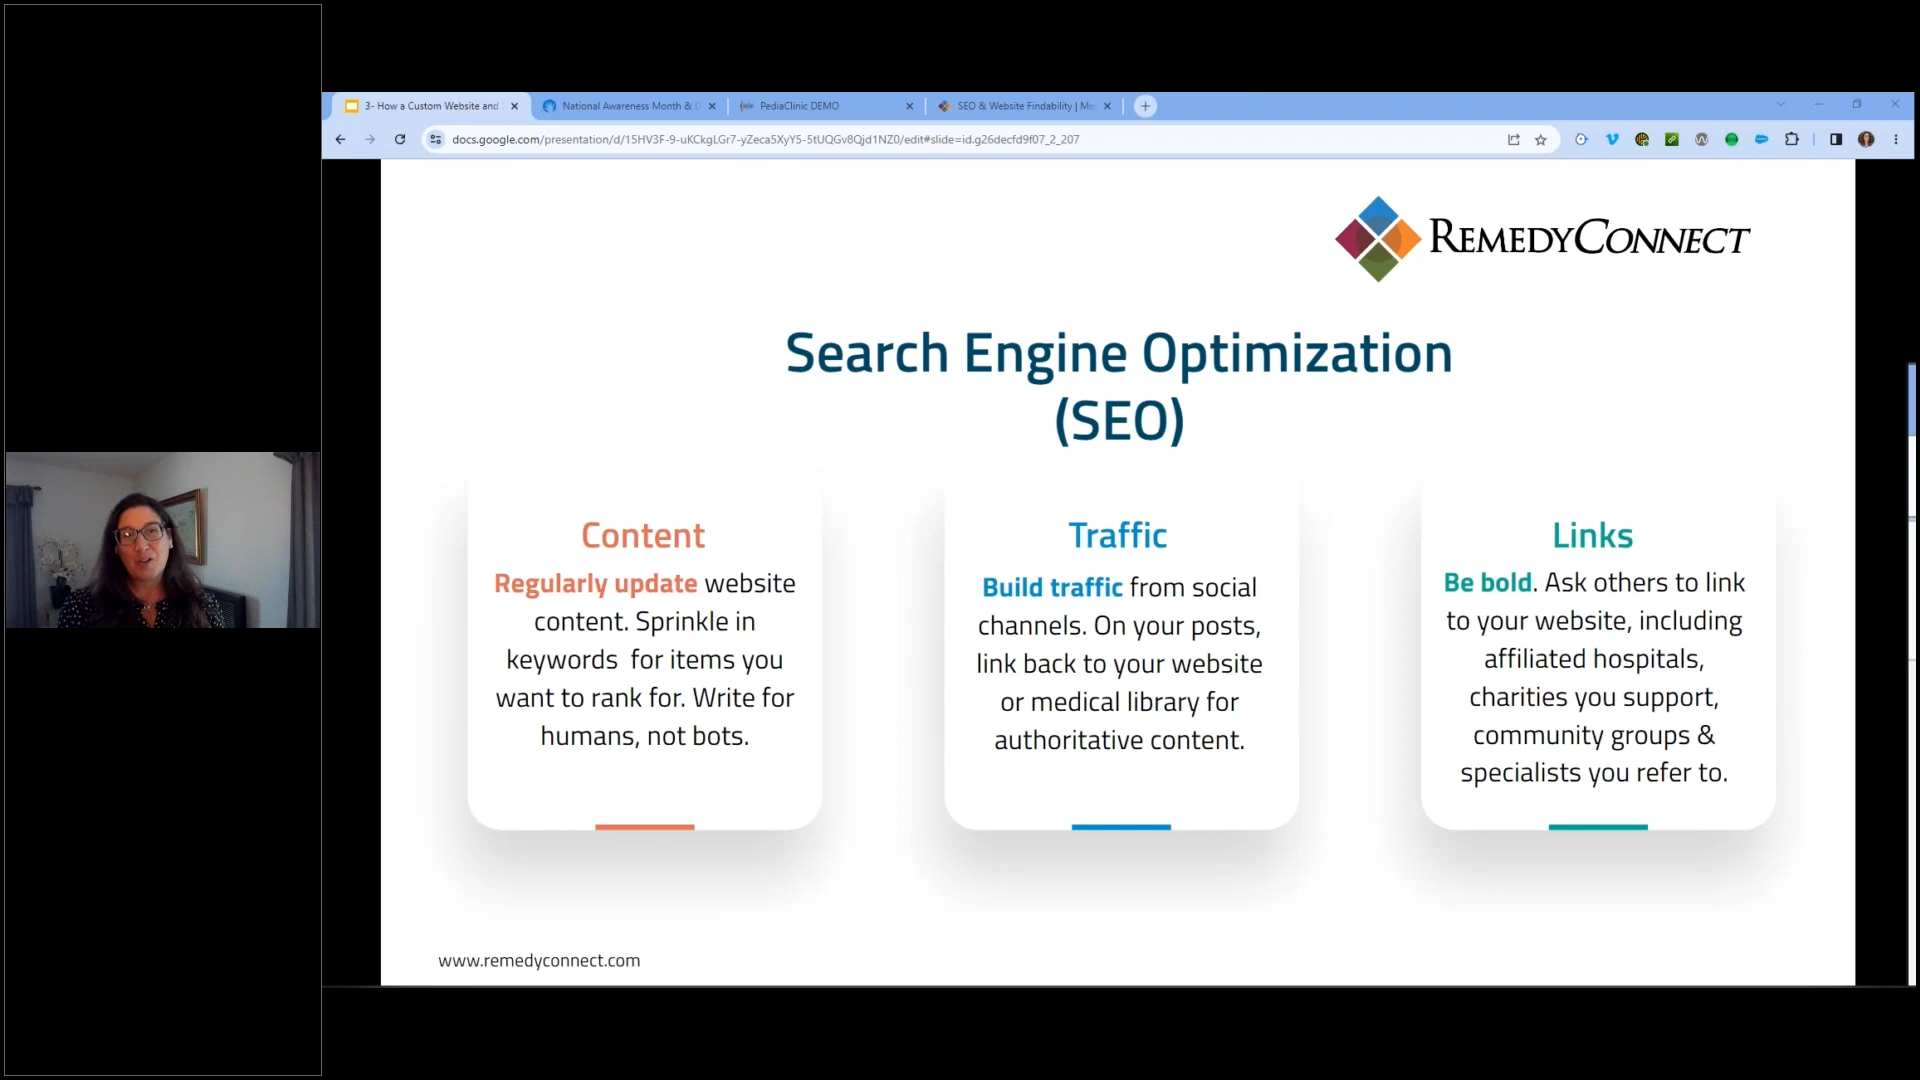 3- How a Custom Website and
National Awareness Month & D
PediaClinic DEMO
SEO & Website Findability | Me
docs.google.com/presentation/d/15HV3F-9-uKCkgLGr7-yZeca5XyY5-5tUQGv8Qjd1NZ0/edit#slide=id.g26decfd9f07_2_207
REMEDYCONNECT
Search Engine Optimization
(SEO)
Content
Regularly update website
content. Sprinkle in
keywords for items you
want to rank for. Write for
humans, not bots.
Traffic
Build traffic from social
channels. On your posts,
link back to your website
or medical library for
authoritative content.
Links
Be bold. Ask others to link
to your website, including
affiliated hospitals,
charities you support,
community groups &
specialists you refer to.
www.remedyconnect.com